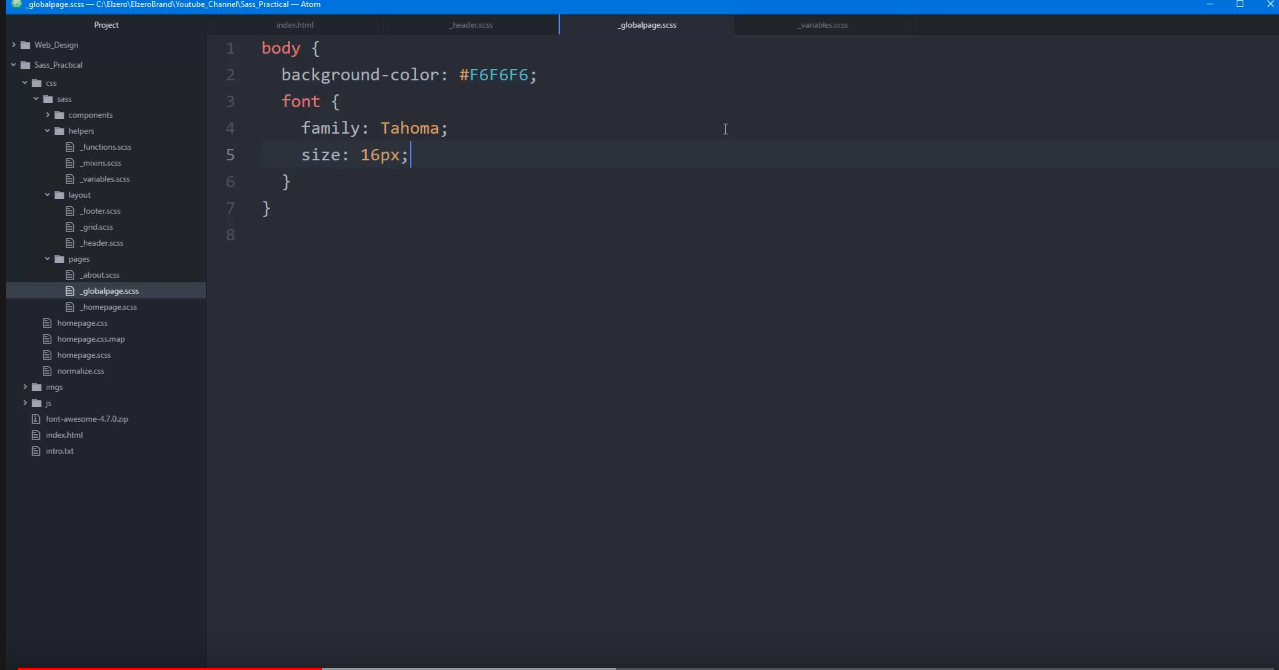 _globalpage.scss — C:\Elzero\ElzeroBrand\Youtube_Channel\Sass_Practical — Atom
Project
index.html
_header.scss
_globalpage.scss
_variables.scss
Web_Design
Sass_Practical
css
sass
components
helpers
_functions.scss
_mixins.scss
_variables.scss
layout
_footer.scss
_grid.scss
_header.scss
pages
_about.scss
_globalpage.scss
_homepage.scss
homepage.css
homepage.css.map
homepage.scss
normalize.css
imgs
js
font-awesome-4.7.0.zip
index.html
intro.txt
1 body {
2 background-color: #F6F6F6;
3 font {
4 family: Tahoma;
5 size: 16px;
6 }
7 }
8